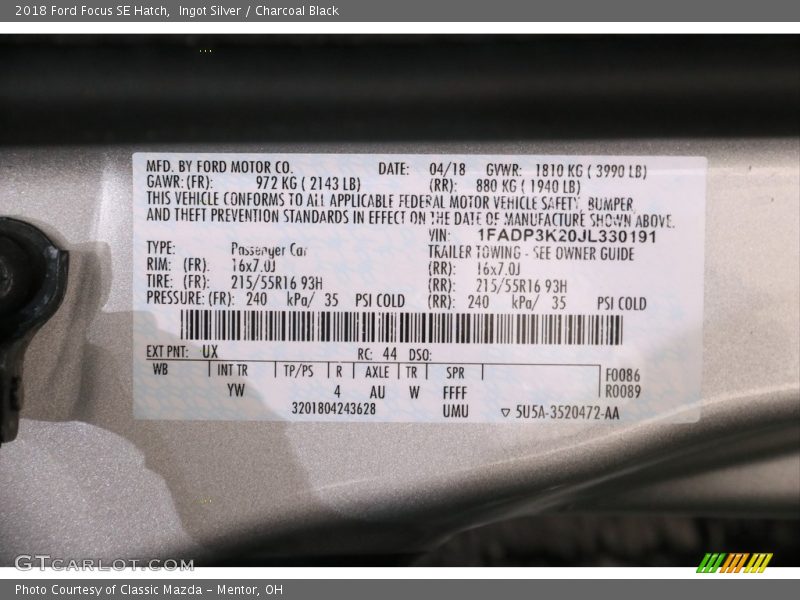 2018 Ford Focus SE Hatch,  Ingot Silver / Charcoal Black
MFD. BY FORD MOTOR CO. DATE: 04/18 GVWR: 1810 KG ( 3990 LB)
GAWR: (FR): 972 KG ( 2143 LB) (RR): 880 KG ( 1940 LB)
THIS VEHICLE CONFORMS TO ALL APPLICABLE FEDERAL MOTOR VEHICLE SAFETY, BUMPER,
AND THEFT PREVENTION STANDARDS IN EFFECT ON THE DATE OF MANUFACTURE SHOWN ABOVE.
VIN: 1FADP3K20JL330191
TYPE: Passenger Car TRAILER TOWING - SEE OWNER GUIDE
RIM: (FR): 16x7.0J (RR): 16x7.0J
TIRE: (FR): 215/55R16 93H (RR): 215/55R16 93H
PRESSURE: (FR): 240 kPa/ 35 PSI COLD (RR): 240 kPa/ 35 PSI COLD
EXT PNT: UX RC: 44 DSO:
WB INT TR TP/PS R AXLE TR SPR F0086
YW 4 AU W FFFF R0089
3201804243628 UMU ▽ 5U5A-3520472-AA
GTCARLOT.COM
Photo Courtesy of Classic Mazda - Mentor, OH